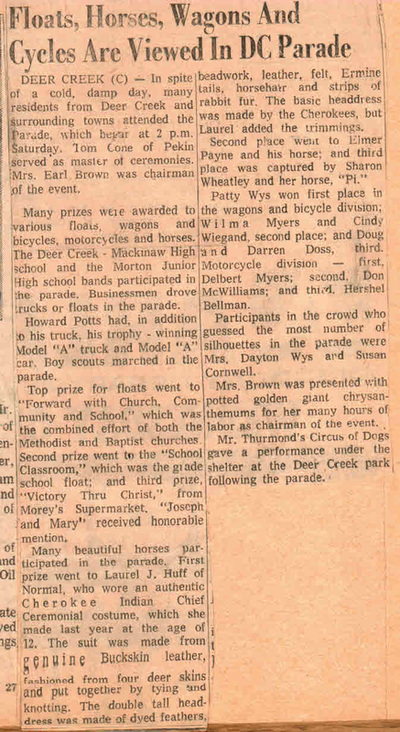 Floats, Horses, Wagons And
Cycles Are Viewed In DC Parade
DEER CREEK (C) — In spite
of a cold, damp day, many
residents from Deer Creek and
surrounding towns attended the
Parade, which began at 2 p.m.
Saturday. Tom Cone of Pekin
served as master of ceremonies.
Mrs. Earl Brown was chairman
of the event.
Many prizes were awarded to
various floats, wagons and
bicycles, motorcycles and horses.
The Deer Creek - Mackinaw High
school and the Morton Junior
High school bands participated in
the parade. Businessmen drove
trucks or floats in the parade.
Howard Potts had, in addition
to his truck, his trophy - winning
Model "A" truck and Model "A"
car. Boy scouts marched in the
parade.
Top prize for floats went to
"Forward with Church, Com-
munity and School," which was
the combined effort of both the
Methodist and Baptist churches.
Second prize went to the "School
Classroom," which was the grade
school float; and third prize,
"Victory Thru Christ," from
Morey's Supermarket. "Joseph
and Mary" received honorable
mention.
Many beautiful horses par-
ticipated in the parade. First
prize went to Laurel J. Huff of
Normal, who wore an authentic
Cherokee Indian Chief
Ceremonial costume, which she
made last year at the age of
12. The suit was made from
genuine Buckskin leather,
fashioned from four deer skins
and put together by tying and
knotting. The double tail head-
dress was made of dyed feathers,
beadwork, leather, felt, Ermine
tails, horsehair and strips of
rabbit fur. The basic headdress
was made by the Cherokees, but
Laurel added the trimmings.
Second place went to Elmer
Payne and his horse; and third
place was captured by Sharon
Wheatley and her horse, "Pi."
Patty Wys won first place in
the wagons and bicycle division;
Wilma Myers and Cindy
Wiegand, second place; and Doug
and Darren Doss, third.
Motorcycle division — first,
Delbert Myers; second, Don
McWilliams; and third, Hershel
Bellman.
Participants in the crowd who
guessed the most number of
silhouettes in the parade were
Mrs. Dayton Wys and Susan
Cornwell.
Mrs. Brown was presented with
potted golden giant chrysan-
themums for her many hours of
labor as chairman of the event.
Mr. Thurmond's Circus of Dogs
gave a performance under the
shelter at the Deer Creek park
following the parade.
fr.
of
en-
er,
am
nd
of
of
and
Oil
ate
ved
ngs
27